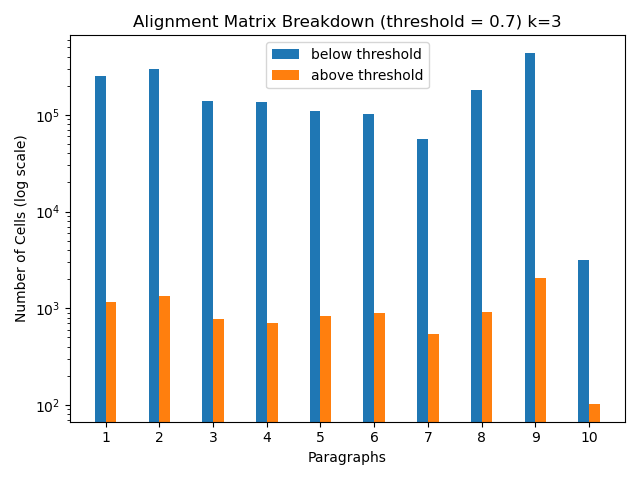 Alignment Matrix Breakdown (threshold = 0.7) k=3
below threshold
above threshold
Number of Cells (log scale)
10⁵
10⁴
10³
10²
1 2 3 4 5 6 7 8 9 10
Paragraphs